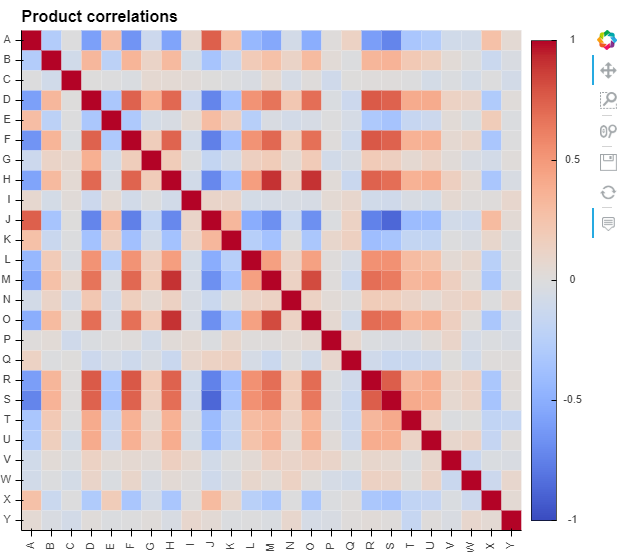 Product correlations
A
B
C
D
E
F
G
H
I
J
K
L
M
N
O
P
Q
R
S
T
U
V
W
X
Y
A B C D E F G H I J K L M N O P Q R S T U V W X Y
1
0.5
0
-0.5
-1